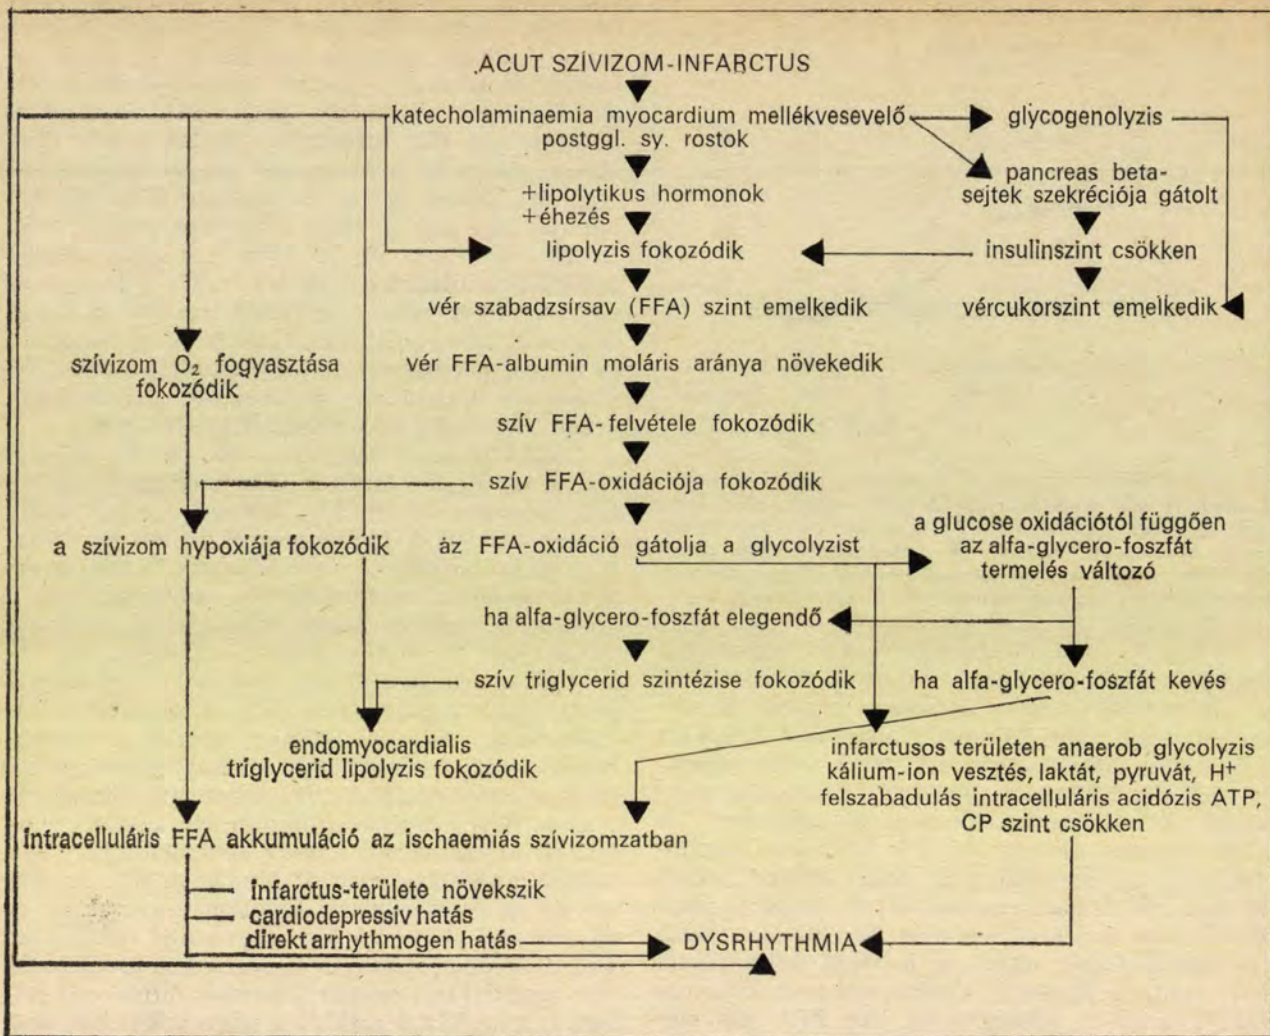 ACUT SZÍVIZOM-INFARCTUS
katecholaminaemia myocardium mellékvesevelő
postggl. sy. rostok
glycogenolyzis
pancreas beta-
sejtek szekréciója gátolt
+lipolytikus hormonok
+éhezés
lipolyzis fokozódik
insulinszint csökken
vér szabadzsírsav (FFA) szint emelkedik
vércukorszint emelkedik
szívizom O₂ fogyasztása
fokozódik
vér FFA-albumin moláris aránya növekedik
szív FFA-felvétele fokozódik
szív FFA-oxidációja fokozódik
a szívizom hypoxiája fokozódik
áz FFA-oxidáció gátolja a glycolyzist
a glucose oxidációtól függően
az alfa-glycero-foszfát
termelés változó
ha alfa-glycero-foszfát elegendő
szív triglycerid szintézise fokozódik
ha alfa-glycero-foszfát kevés
endomyocardialis
triglycerid lipolyzis fokozódik
infarctusos területen anaerob glycolyzis
kálium-ion vesztés, laktát, pyruvát, H⁺
felszabadulás intracelluláris acidózis ATP,
CP szint csökken
Intracelluláris FFA akkumuláció az ischaemiás szívizomzatban
infarctus-területe növekszik
cardiodepressiv hatás
direkt arrhythmogen hatás
DYSRHYTHMIA